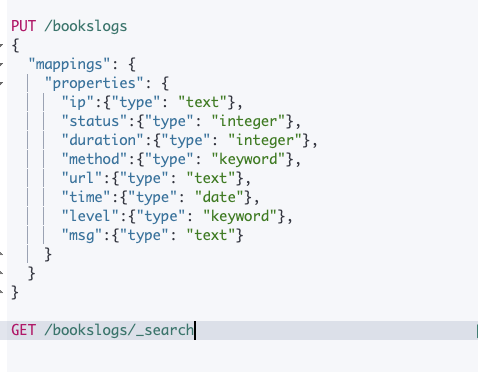 PUT /bookslogs
{
"mappings": {
"properties": {
"ip":{"type": "text"},
"status":{"type": "integer"},
"duration":{"type": "integer"},
"method":{"type": "keyword"},
"url":{"type": "text"},
"time":{"type": "date"},
"level":{"type": "keyword"},
"msg":{"type": "text"}
}
}
}
GET /bookslogs/_search